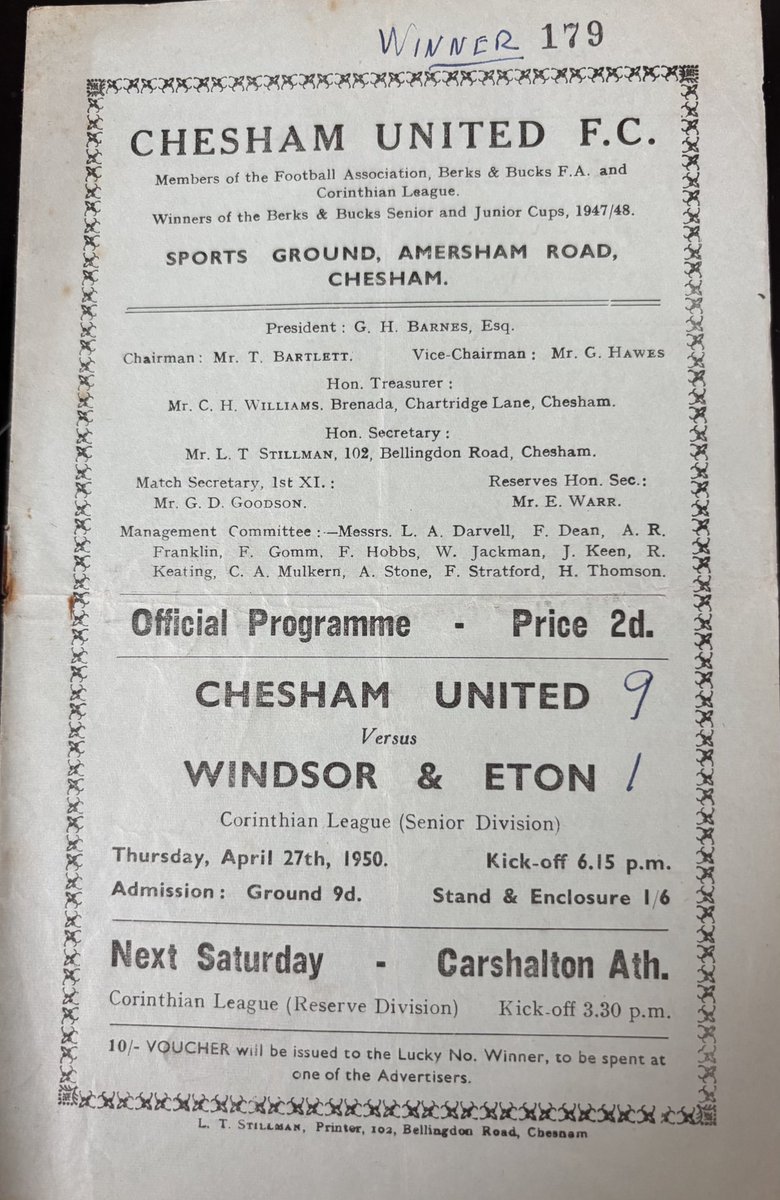 WINNER 179
CHESHAM UNITED F.C.
Members of the Football Association, Berks & Bucks F.A. and
Corinthian League.
Winners of the Berks & Bucks Senior and Junior Cups, 1947/48.
SPORTS GROUND, AMERSHAM ROAD,
CHESHAM.
President : G. H. BARNES, Esq.
Chairman : Mr. T. BARTLETT. Vice-Chairman : Mr. G. HAWES
Hon. Treasurer :
Mr. C. H. WILLIAMS. Brenada, Chartridge Lane, Chesham.
Hon. Secretary :
Mr. L. T STILLMAN, 102, Bellingdon Road, Chesham.
Match Secretary, 1st XI. : Reserves Hon. Sec.:
Mr. G. D. GOODSON. Mr. E. WARR.
Management Committee :—Messrs. L. A. Darvell, F. Dean, A. R.
Franklin, F. Gomm. F. Hobbs, W. Jackman, J. Keen, R.
Keating, C. A. Mulkern, A. Stone, F. Stratford, H. Thomson.
Official Programme - Price 2d.
CHESHAM UNITED 9
Versus
WINDSOR & ETON 1
Corinthian League (Senior Division)
Thursday, April 27th, 1950. Kick-off 6.15 p.m.
Admission : Ground 9d. Stand & Enclosure 1/6
Next Saturday - Carshalton Ath.
Corinthian League (Reserve Division) Kick-off 3.30 p.m.
10/- VOUCHER will be issued to the Lucky No. Winner, to be spent at
one of the Advertisers.
L. T. STILLMAN, Printer, 102, Bellingdon Road, Chesham